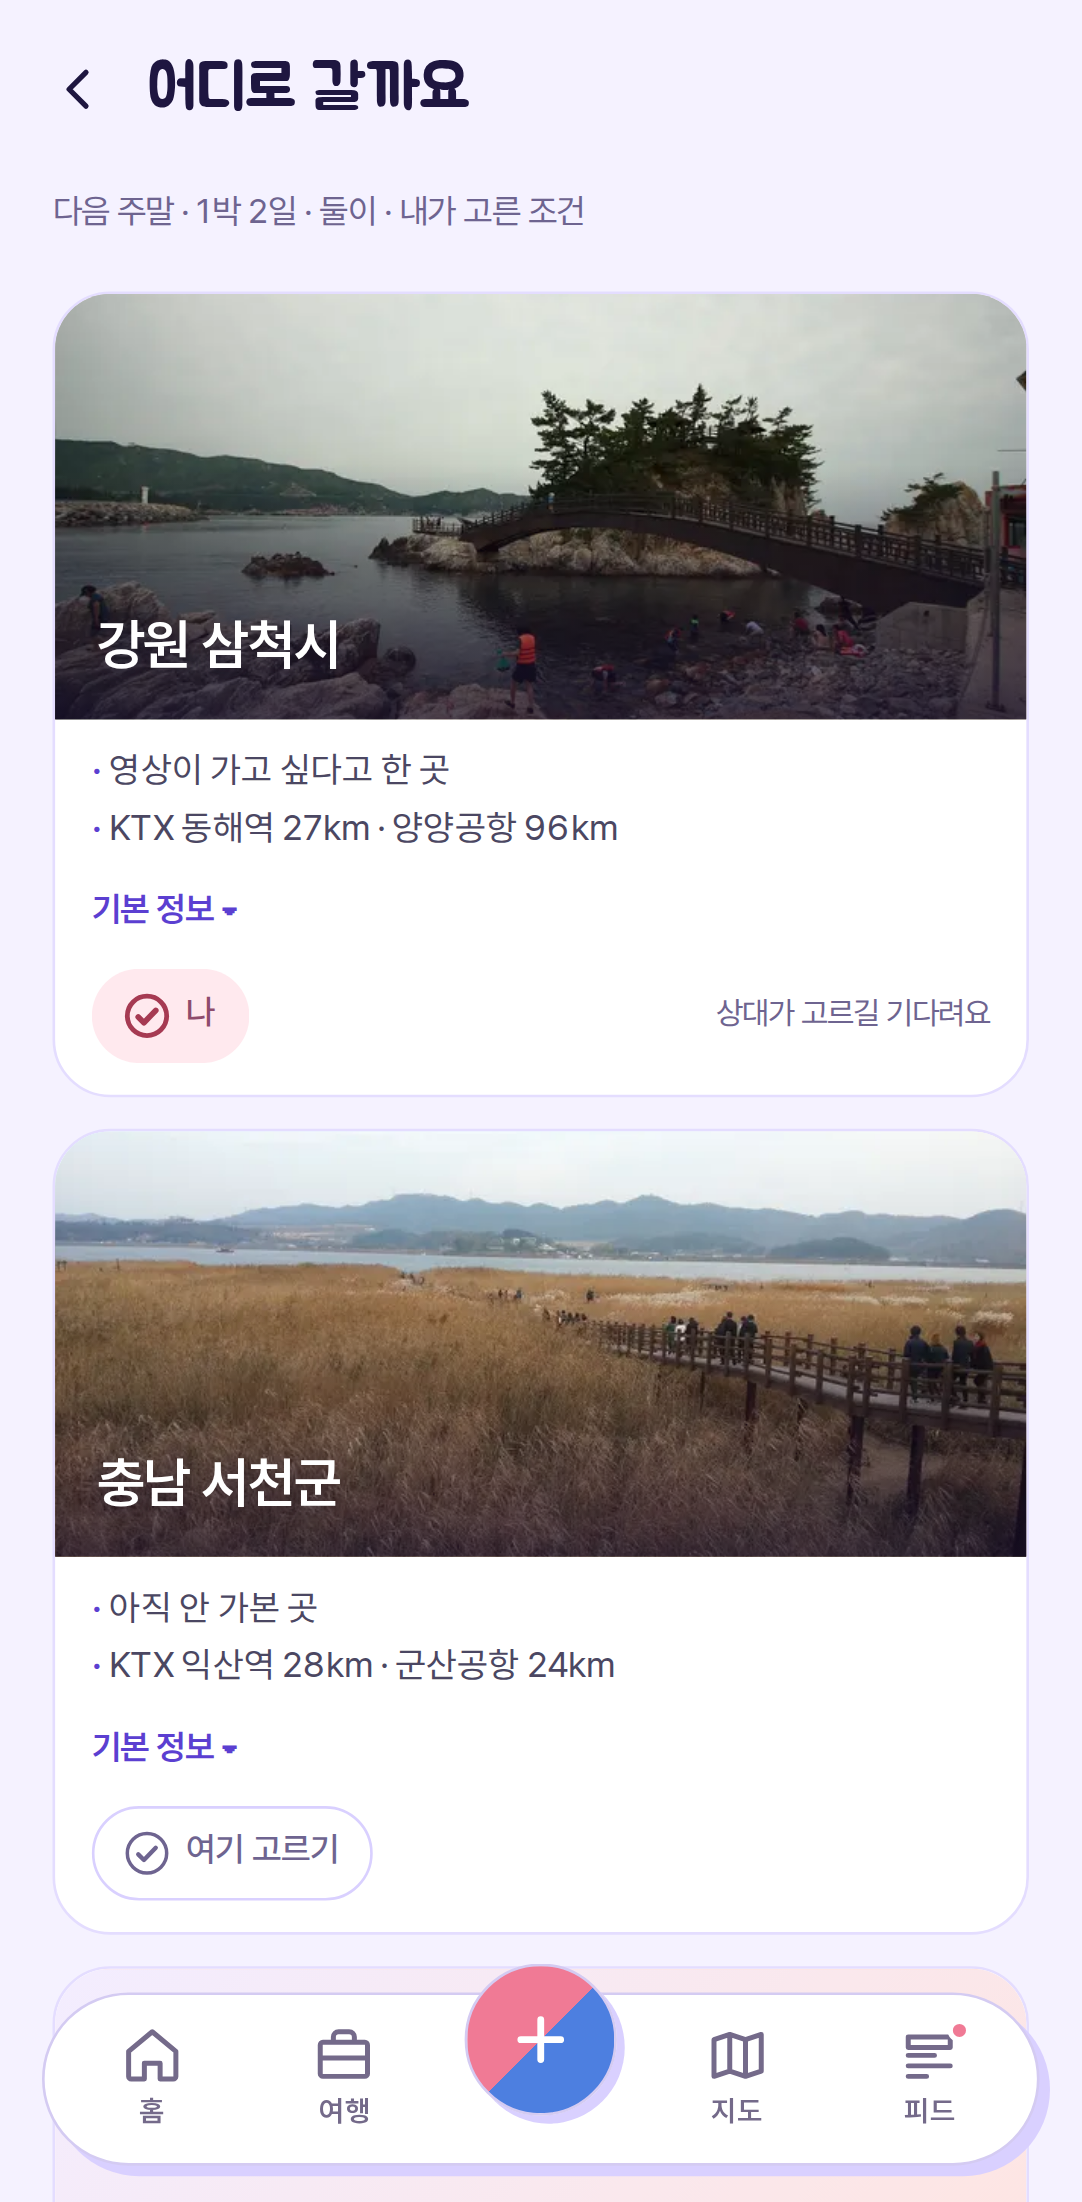 어디로 갈까요
다음 주말 · 1박 2일 · 둘이 · 내가 고른 조건
강원 삼척시
· 영상이 가고 싶다고 한 곳
· KTX 동해역 27km · 양양공항 96km
기본 정보
나
상대가 고르길 기다려요
충남 서천군
· 아직 안 가본 곳
· KTX 익산역 28km · 군산공항 24km
기본 정보
여기 고르기
홈
여행
지도
피드